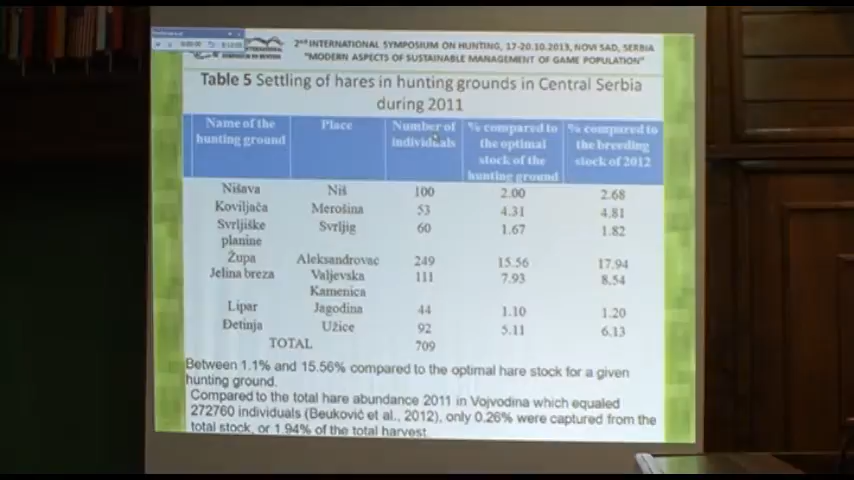 2nd INTERNATIONAL SYMPOSIUM ON HUNTING, 17-20.10.2013, NOVI SAD, SERBIA
"MODERN ASPECTS OF SUSTAINABLE MANAGEMENT OF GAME POPULATION"
Table 5 Settling of hares in hunting grounds in Central Serbia
during 2011
Name of the hunting ground Place Number of individuals % compared to the optimal stock of the hunting ground % compared to the breeding stock of 2012
Nišava Niš 100 2.00 2.68
Koviljača Merošina 53 4.31 4.81
Svrljiške planine Svrljig 60 1.67 1.82
Župa Aleksandrovac 249 15.56 17.94
Jelina breza Valjevska Kamenica 111 7.93 8.54
Lipar Jagodina 44 1.10 1.20
Đetinja Užice 92 5.11 6.13
TOTAL 709
Between 1.1% and 15.56% compared to the optimal hare stock for a given
hunting ground.
Compared to the total hare abundance 2011 in Vojvodina which equaled
272760 individuals (Beuković et al., 2012), only 0.26% were captured from the
total stock, or 1.94% of the total harvest.